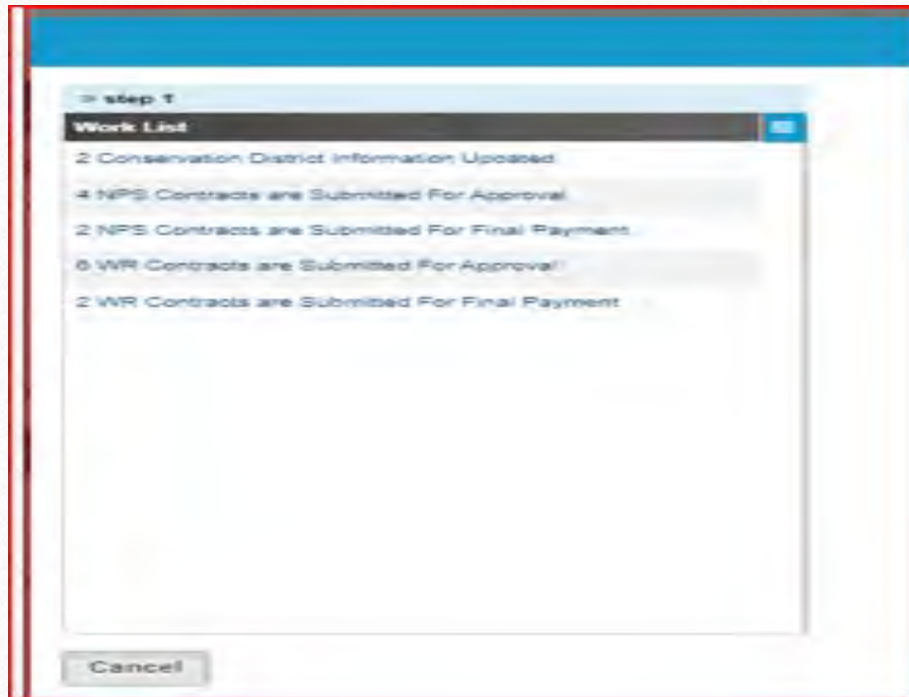 > step 1
Work List
2 Conservation District Information Updated
4 NPS Contracts are Submitted For Approval
2 NPS Contracts are Submitted For Final Payment
6 WR Contracts are Submitted For Approval
2 WR Contracts are Submitted For Final Payment
Cancel